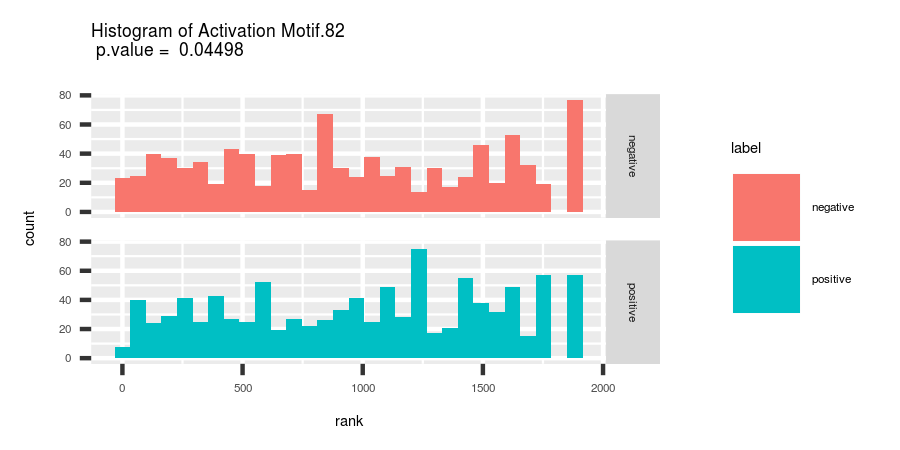 Histogram of Activation Motif.82
p.value = 0.04498
80
60
40
20
0
negative
80
60
40
20
0
positive
0 500 1000 1500 2000
rank
count
label
negative
positive